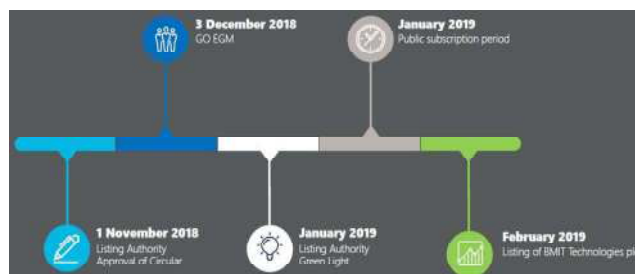 3 December 2018
GO EGM
January 2019
Public subscription period
1 November 2018
Listing Authority
Approval of Circular
January 2019
Listing Authority
Green Light
February 2019
Listing of BMIT Technologies pl